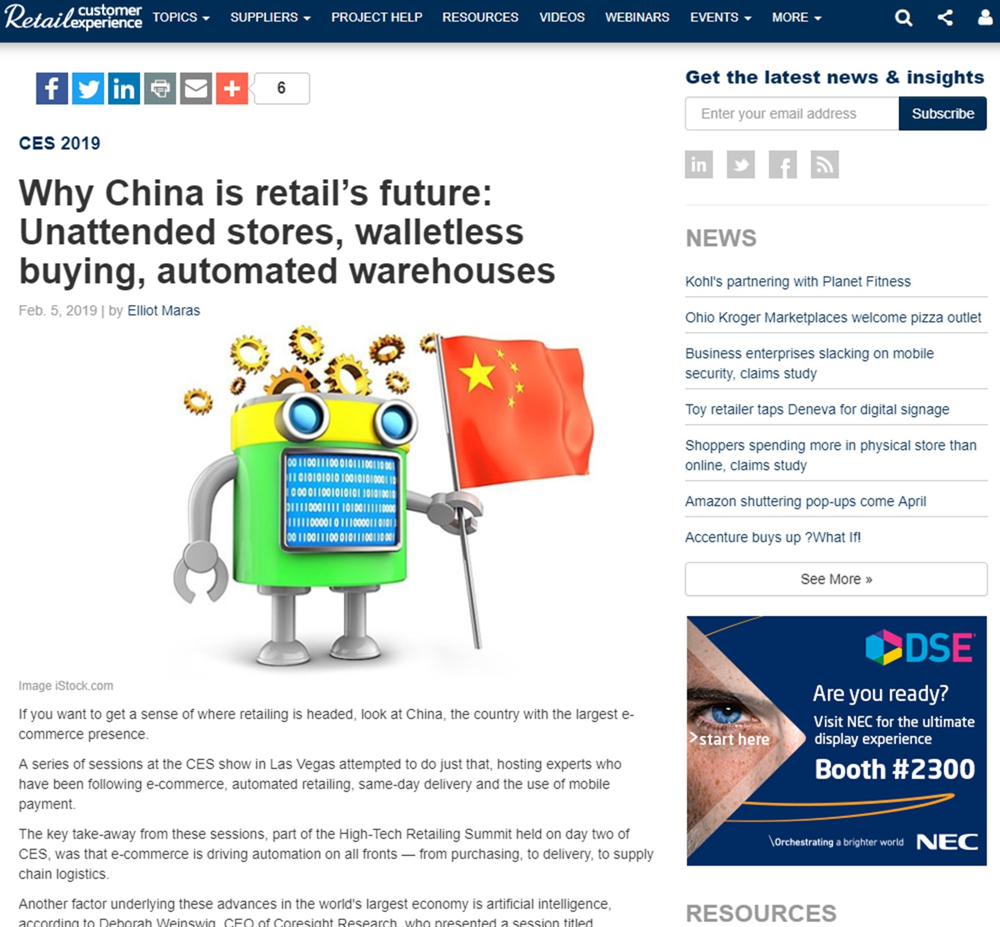 Retail customer experience
TOPICS SUPPLIERS PROJECT HELP RESOURCES VIDEOS WEBINARS EVENTS MORE
6
CES 2019
Why China is retail’s future:
Unattended stores, walletless
buying, automated warehouses
Feb. 5, 2019 | by Elliot Maras
Image iStock.com
If you want to get a sense of where retailing is headed, look at China, the country with the largest e-
commerce presence.
A series of sessions at the CES show in Las Vegas attempted to do just that, hosting experts who
have been following e-commerce, automated retailing, same-day delivery and the use of mobile
payment.
The key take-away from these sessions, part of the High-Tech Retailing Summit held on day two of
CES, was that e-commerce is driving automation on all fronts — from purchasing, to delivery, to supply
chain logistics.
Another factor underlying these advances in the world's largest economy is artificial intelligence,
according to Deborah Weinswig, CEO of Coresight Research, who presented a session titled
Get the latest news & insights
Enter your email address Subscribe
NEWS
Kohl's partnering with Planet Fitness
Ohio Kroger Marketplaces welcome pizza outlet
Business enterprises slacking on mobile
security, claims study
Toy retailer taps Deneva for digital signage
Shoppers spending more in physical store than
online, claims study
Amazon shuttering pop-ups come April
Accenture buys up ?What If!
See More »
DSE
Are you ready?
Visit NEC for the ultimate
display experience
>start here
Booth #2300
\Orchestrating a brighter world NEC
RESOURCES